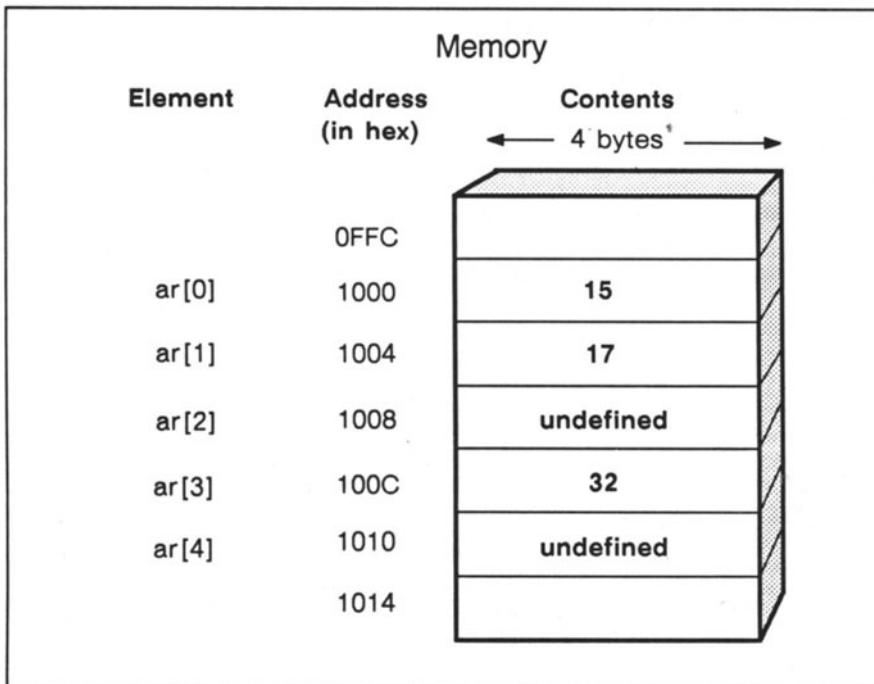 Memory
Element Address Contents
(in hex) 4 bytes
0FFC
ar[0] 1000 15
ar[1] 1004 17
ar[2] 1008 undefined
ar[3] 100C 32
ar[4] 1010 undefined
1014